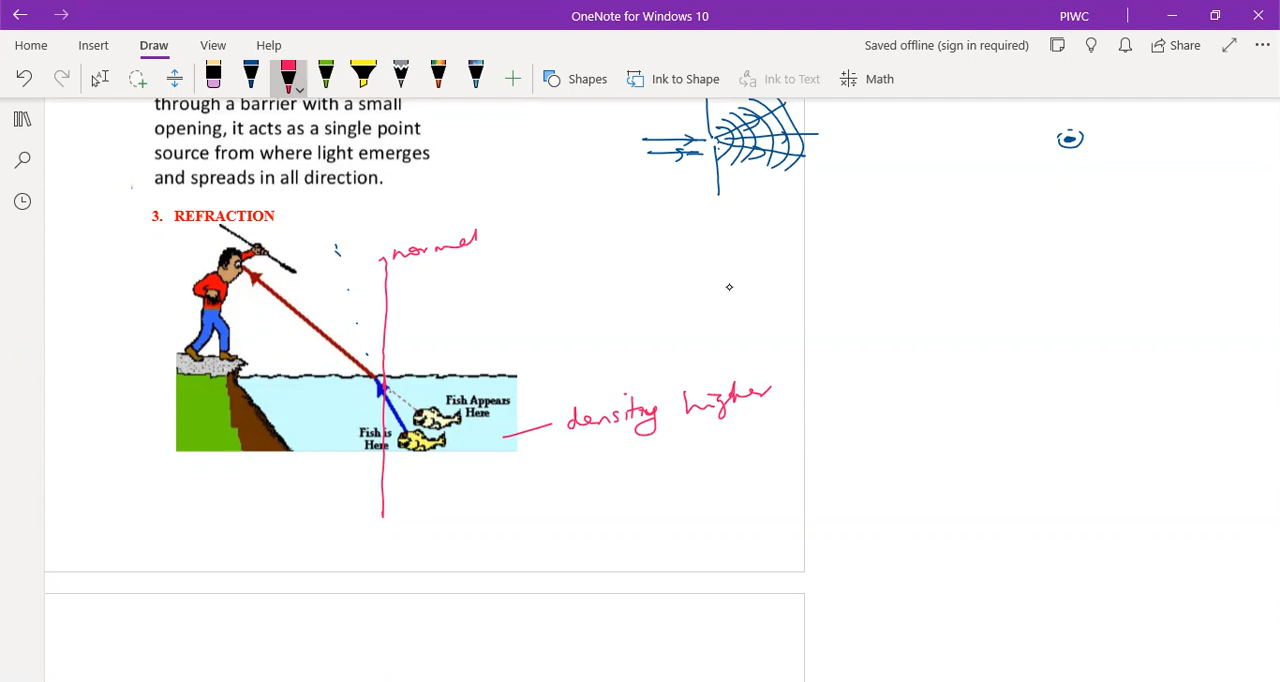 OneNote for Windows 10
PIWC
Home Insert Draw View Help
Saved offline (sign in required)
Share
Shapes
Ink to Shape
Ink to Text
Math
through a barrier with a small
opening, it acts as a single point
source from where light emerges
and spreads in all direction.
3. REFRACTION
normal
Fish Appears
Here
Fish is
Here
density higher